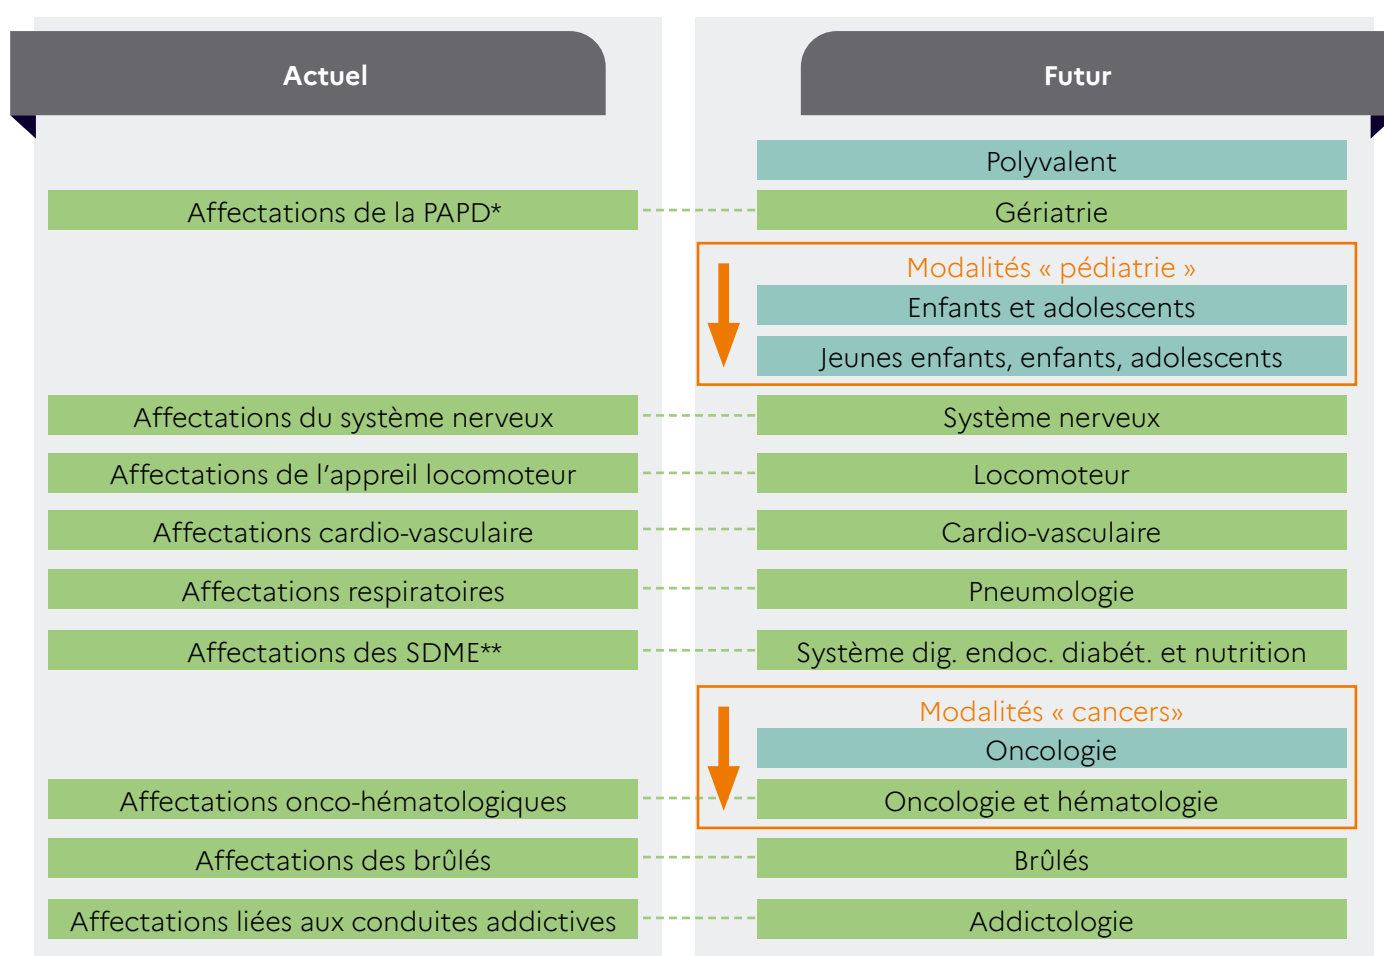 Actuel
Futur
Polyvalent
Affectations de la PAPD*
Gériatrie
Modalités « pédiatrie »
Enfants et adolescents
Jeunes enfants, enfants, adolescents
Affectations du système nerveux
Système nerveux
Affectations de l’appreil locomoteur
Locomoteur
Affectations cardio-vasculaire
Cardio-vasculaire
Affectations respiratoires
Pneumologie
Affectations des SDME**
Système dig. endoc. diabét. et nutrition
Modalités « cancers»
Oncologie
Affectations onco-hématologiques
Oncologie et hématologie
Affectations des brûlés
Brûlés
Affectations liées aux conduites addictives
Addictologie